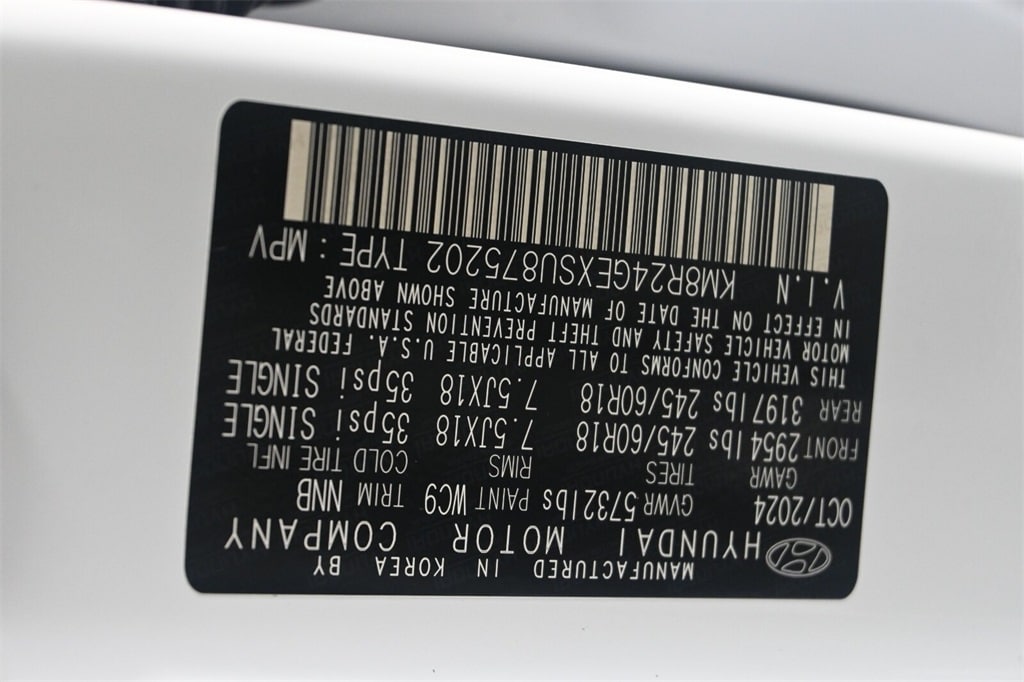 MANUFACTURED IN KOREA BY
HYUNDAI MOTOR COMPANY
OCT/2024 GVWR 5732lbs PAINT WC9 TRIM NNB
GAWR TIRES RIMS COLD TIRE INFL
FRONT 2954lbs 245/60R18 7.5JX18 35psi SINGLE
REAR 3197lbs 245/60R18 7.5JX18 35psi SINGLE
THIS VEHICLE CONFORMS TO ALL APPLICABLE U.S.A. FEDERAL
MOTOR VEHICLE SAFETY AND THEFT PREVENTION STANDARDS
IN EFFECT ON THE DATE OF MANUFACTURE SHOWN ABOVE
V.I.N KM8R24GEXSU875202 TYPE : MPV